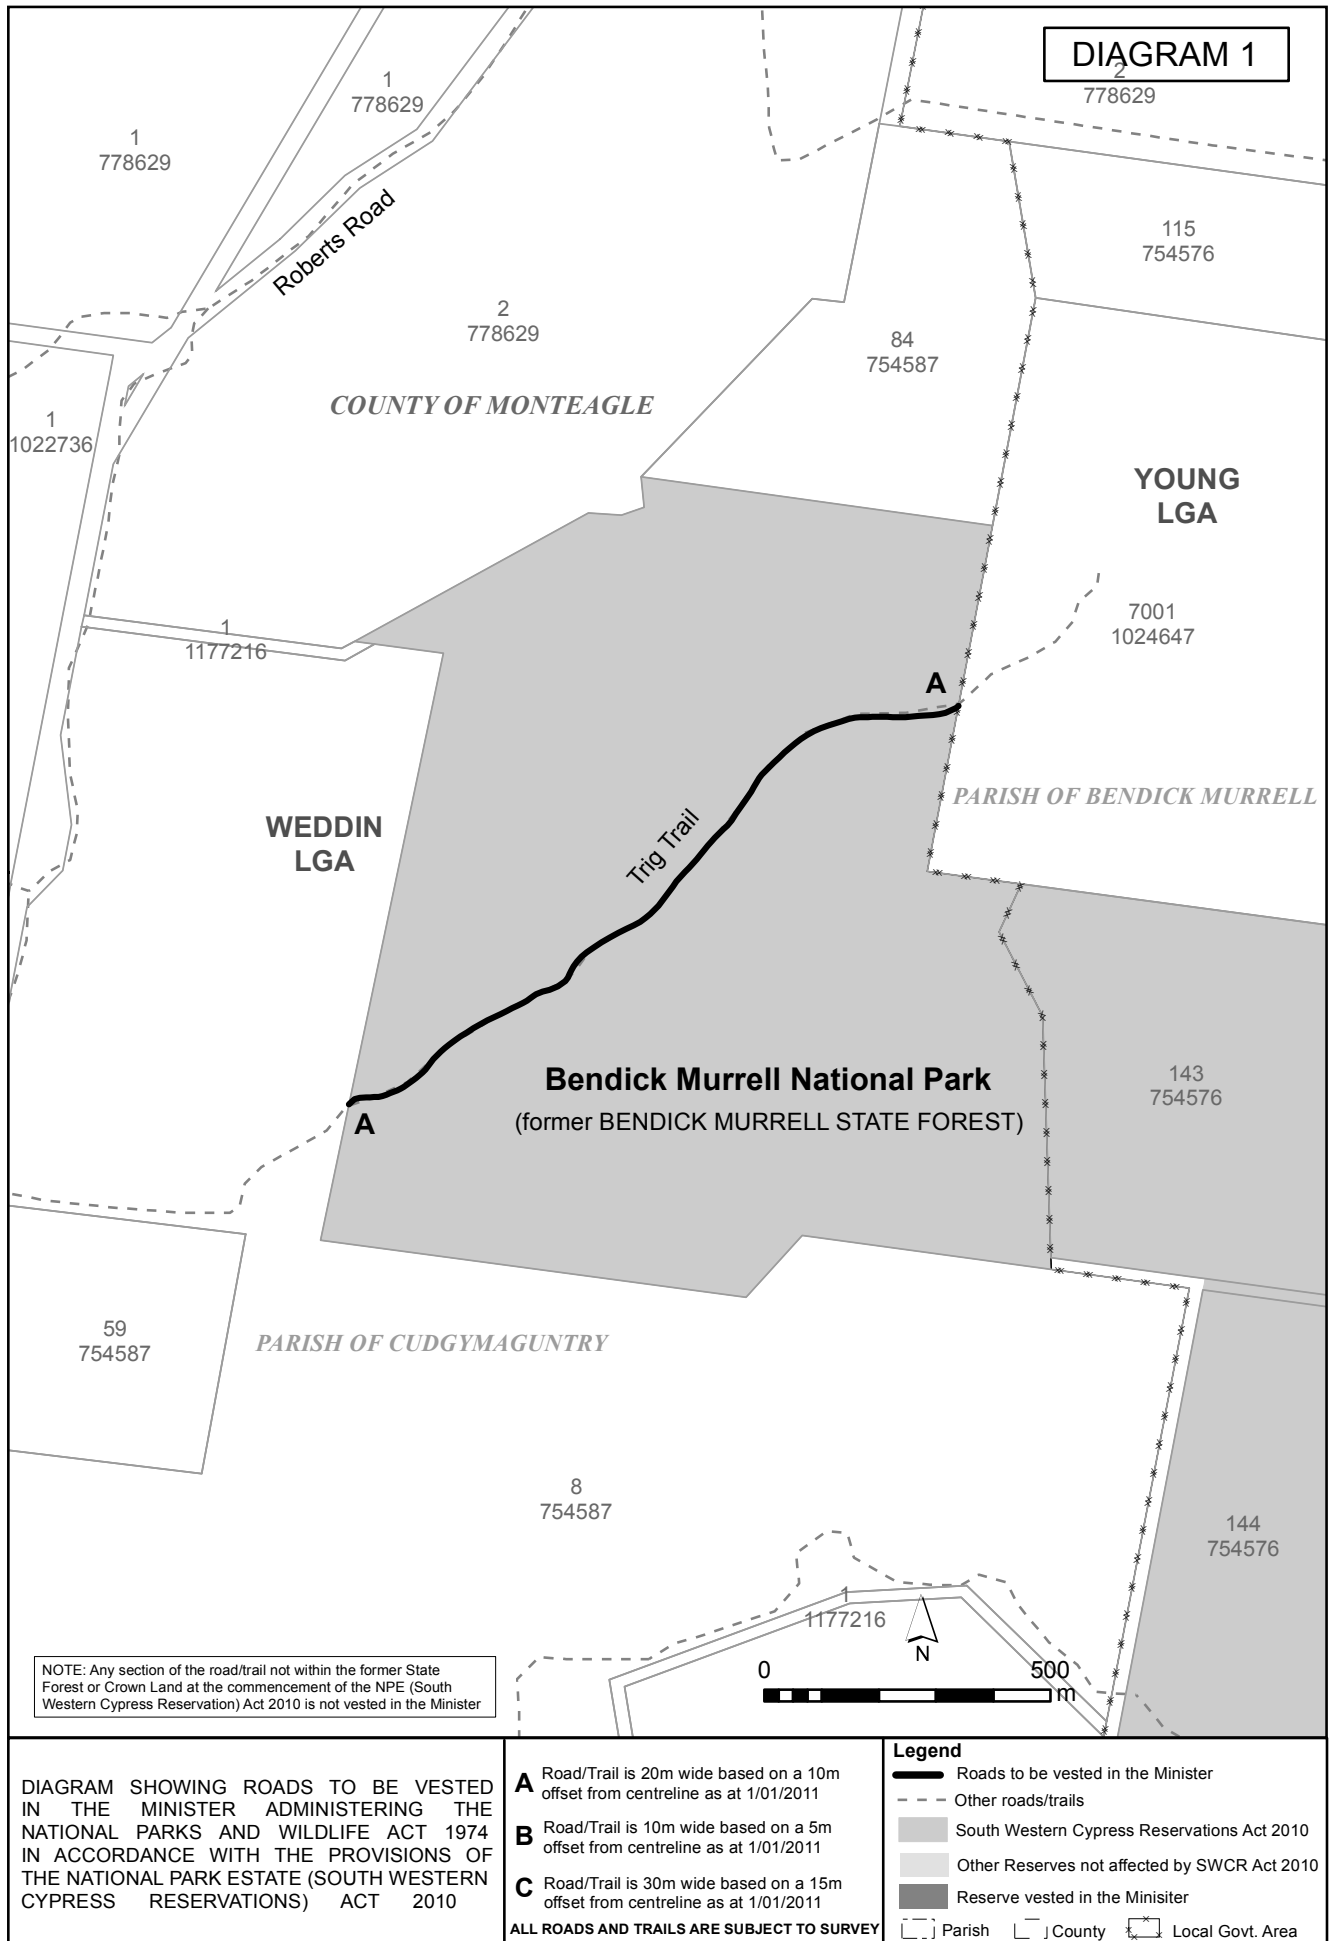 DIAGRAM 1
2
778629
1
778629
1
778629
Roberts Road
115
754576
2
778629
84
754587
COUNTY OF MONTEAGLE
1
1022736
YOUNG
LGA
7001
1024647
1
1177216
A
PARISH OF BENDICK MURRELL
WEDDIN
LGA
Trig Trail
Bendick Murrell National Park
(former BENDICK MURRELL STATE FOREST)
143
754576
A
59
754587
PARISH OF CUDGYMAGUNTRY
8
754587
144
754576
1
1177216
N
0 500
m
NOTE: Any section of the road/trail not within the former State
Forest or Crown Land at the commencement of the NPE (South
Western Cypress Reservation) Act 2010 is not vested in the Minister
DIAGRAM SHOWING ROADS TO BE VESTED
IN THE MINISTER ADMINISTERING THE
NATIONAL PARKS AND WILDLIFE ACT 1974
IN ACCORDANCE WITH THE PROVISIONS OF
THE NATIONAL PARK ESTATE (SOUTH WESTERN
CYPRESS RESERVATIONS) ACT 2010
A Road/Trail is 20m wide based on a 10m
offset from centreline as at 1/01/2011
B Road/Trail is 10m wide based on a 5m
offset from centreline as at 1/01/2011
C Road/Trail is 30m wide based on a 15m
offset from centreline as at 1/01/2011
ALL ROADS AND TRAILS ARE SUBJECT TO SURVEY
Legend
Roads to be vested in the Minister
Other roads/trails
South Western Cypress Reservations Act 2010
Other Reserves not affected by SWCR Act 2010
Reserve vested in the Minisiter
Parish County Local Govt. Area